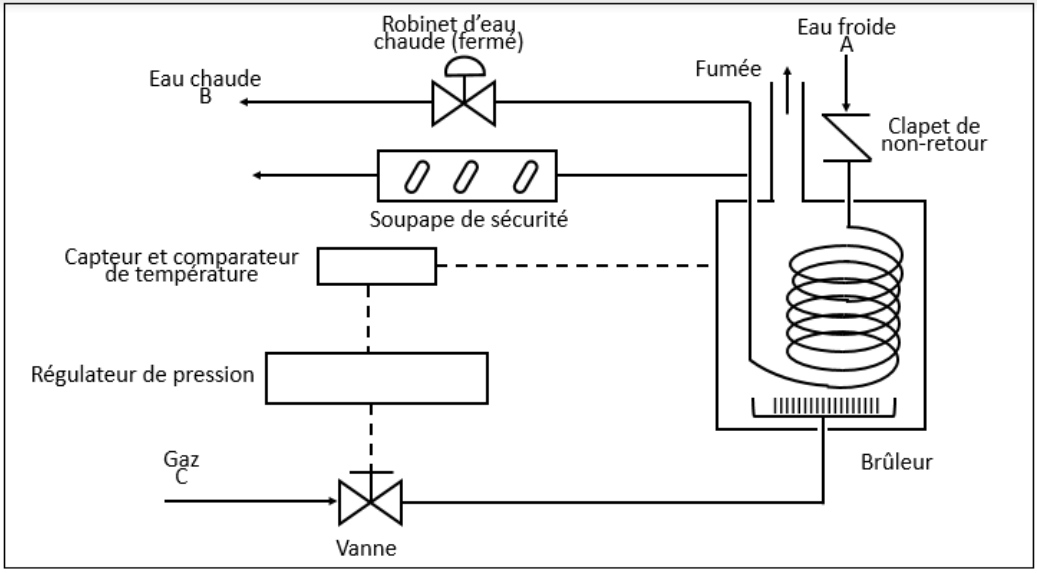 Robinet d’eau
chaude (fermé)
Eau froide
A
Eau chaude
B
Fumée
Clapet de
non-retour
Soupape de sécurité
Capteur et comparateur
de température
Régulateur de pression
Gaz
C
Brûleur
Vanne